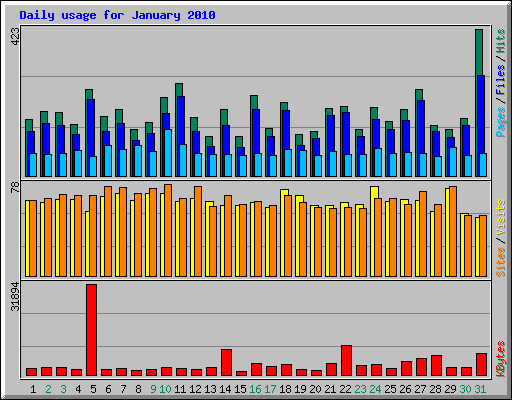 Daily usage for January 2010
423
Pages / Files / Hits
78
Sites / Visits
31894
KBytes
1 2 3 4 5 6 7 8 9 10 11 12 13 14 15 16 17 18 19 20 21 22 23 24 25 26 27 28 29 30 31